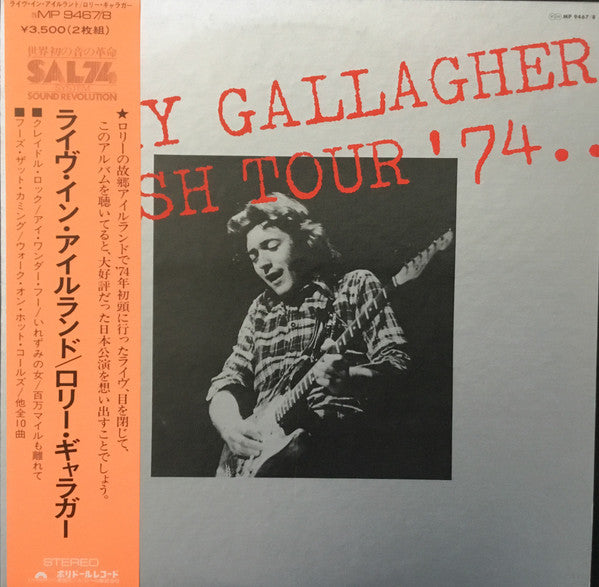 ライヴ・イン・アイルランド/ロリー・ギャラガー
MP 9467/8
¥3,500(2枚組)
世界初の音の革命
SAL74
SOUND REVOLUTION
★ロリーの故郷アイルランドで'74年初頭に行ったライヴ、目を閉じて、
このアルバムを聴いてると、大好評だった日本公演を想い出すことでしょう。
ライヴ・イン・アイルランド/ロリー・ギャラガー
■クレイドル・ロック/アイ・ワンダー・フー/いれずみの女/百万マイルも離れて
■フーズ・ザット・カミング/ウォーク・オン・ホット・コールズ/他全10曲
STEREO
ポリドールレコード
MP 9467/8
Y GALLAGHER
SH TOUR '74..